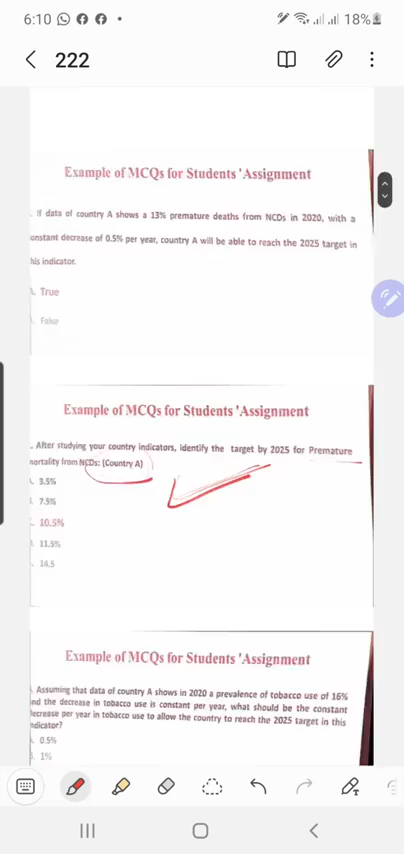 6:10
18%
222
Example of MCQs for Students 'Assignment
. If data of country A shows a 13% premature deaths from NCDs in 2020, with a
onstant decrease of 0.5% per year, country A will be able to reach the 2025 target in
his indicator.
. True
. False
Example of MCQs for Students 'Assignment
. After studying your country indicators, identify the target by 2025 for Premature
mortality from NCDs: (Country A)
. 3.5%
. 7.5%
. 10.5%
. 11.5%
. 14.5
Example of MCQs for Students 'Assignment
. Assuming that data of country A shows in 2020 a prevalence of tobacco use of 16%
and the decrease in tobacco use is constant per year, what should be the constant
decrease per year in tobacco use to allow the country to reach the 2025 target in this
ndicator?
. 0.5%
. 1%